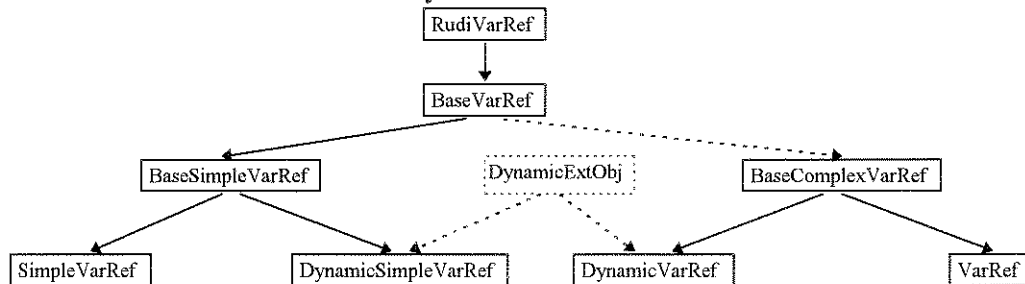 RudiVarRef
BaseVarRef
BaseSimpleVarRef
DynamicExtObj
BaseComplexVarRef
SimpleVarRef
DynamicSimpleVarRef
DynamicVarRef
VarRef